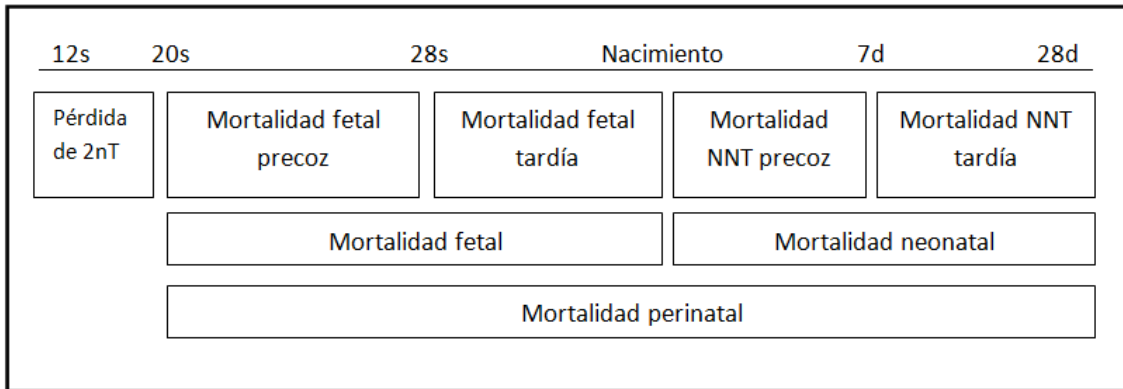 12s 20s 28s Nacimiento 7d 28d
Pérdida de 2nT
Mortalidad fetal precoz
Mortalidad fetal tardía
Mortalidad NNT precoz
Mortalidad NNT tardía
Mortalidad fetal
Mortalidad neonatal
Mortalidad perinatal